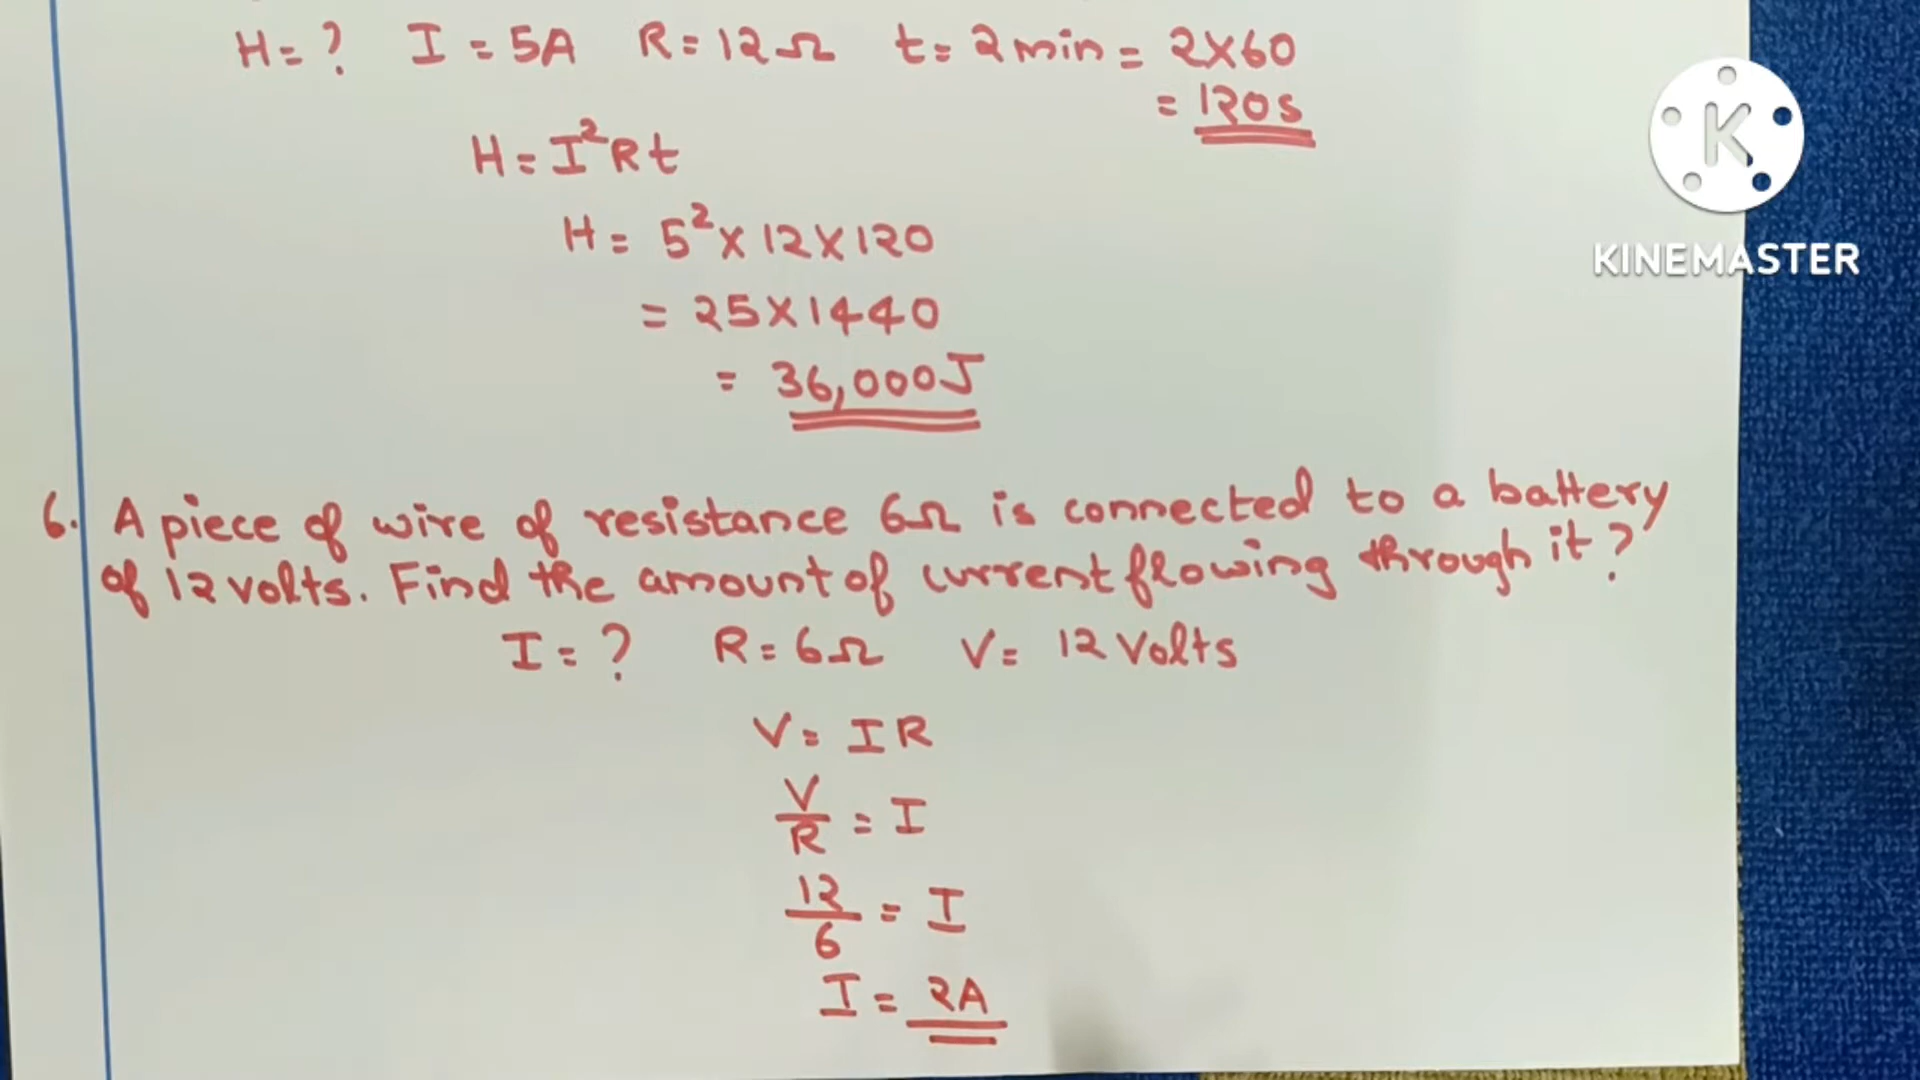 H = ? I = 5A R = 12Ω t = 2 min = 2X60
= 120s
H = I²Rt
H = 5² X 12 X 120
= 25 X 1440
= 36,000J
6. A piece of wire of resistance 6Ω is connected to a battery
of 12 volts. Find the amount of current flowing through it?
I = ? R = 6Ω V = 12 Volts
V = IR
V/R = I
12/6 = I
I = 2A
K
KINEMASTER